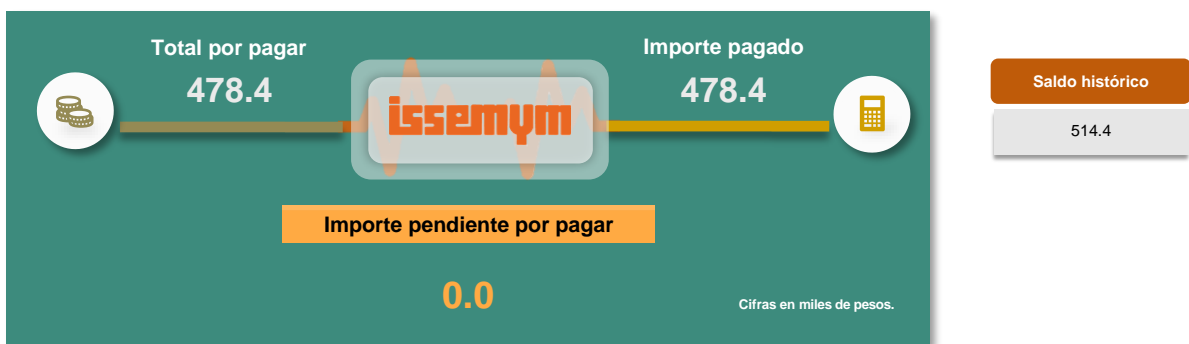 Total por pagar
478.4
issemym
Importe pagado
478.4
Importe pendiente por pagar
0.0
Cifras en miles de pesos.
Saldo histórico
514.4